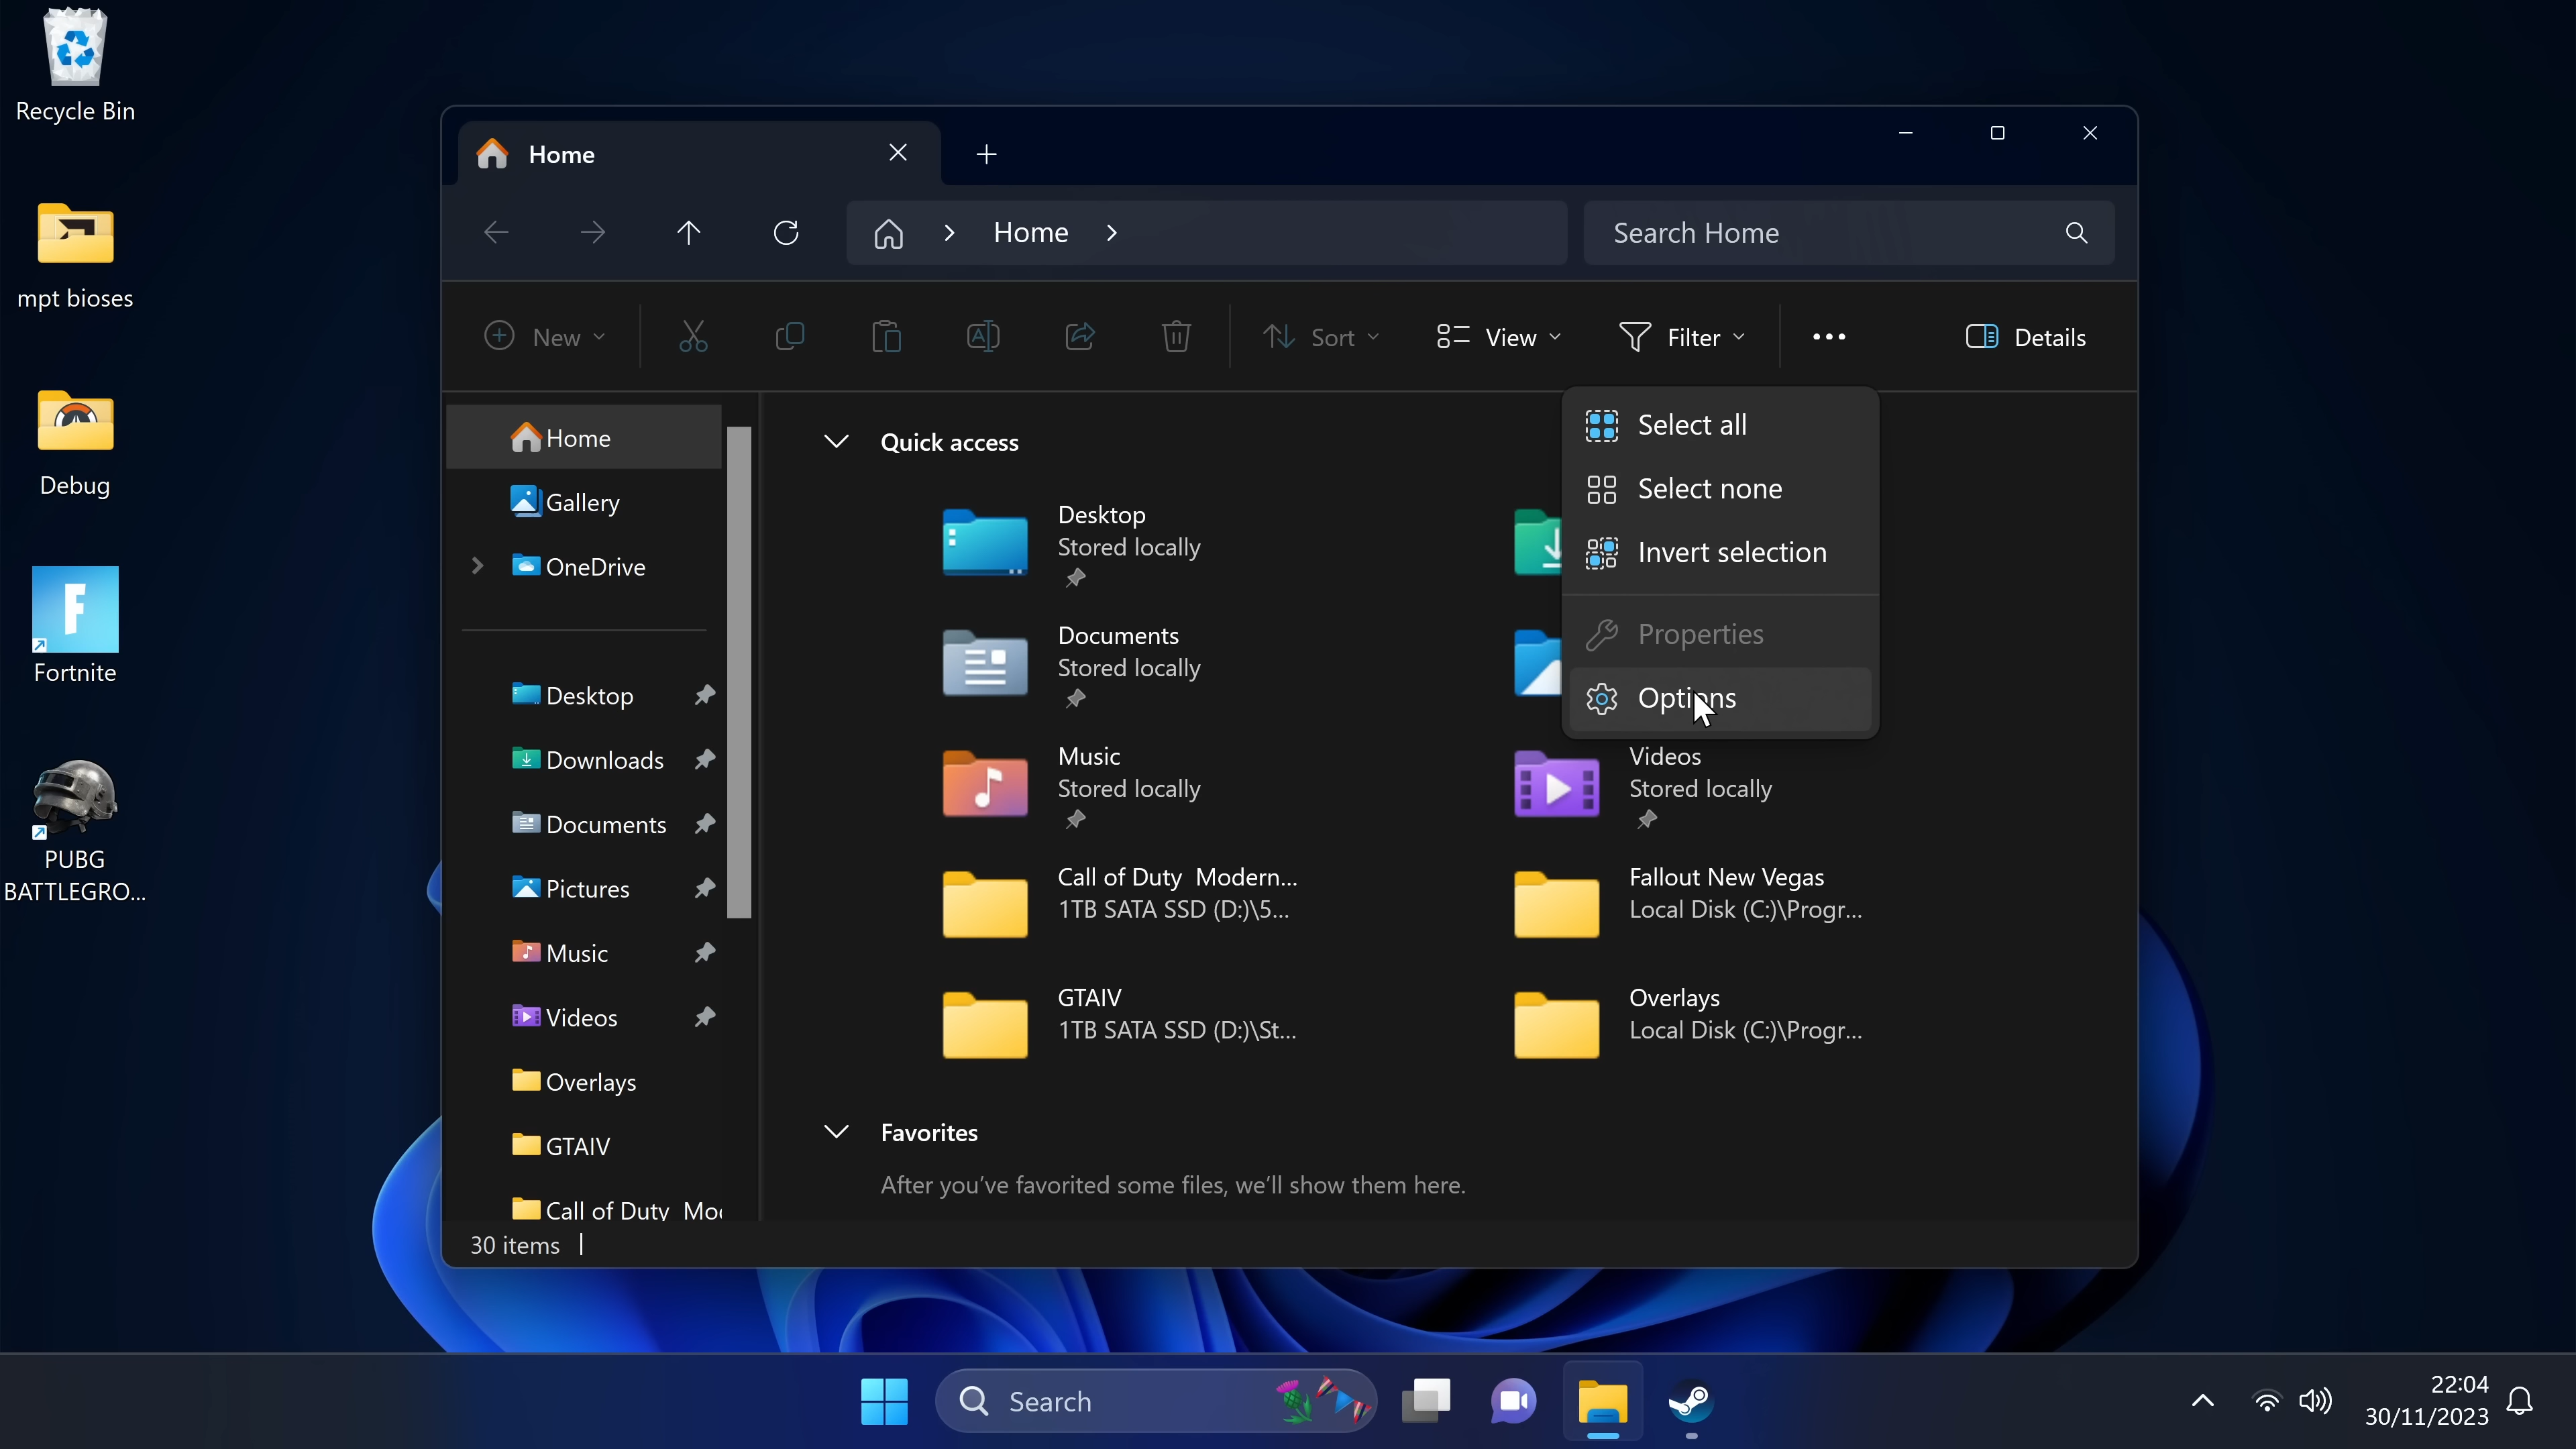 Recycle Bin
mpt bioses
Debug
Fortnite
PUBG
BATTLEGRO...
Home
Home
Search Home
New
Sort
View
Filter
Details
Home
Gallery
OneDrive
Desktop
Downloads
Documents
Pictures
Music
Videos
Overlays
GTAIV
Call of Duty Mo
Quick access
Desktop
Stored locally
Documents
Stored locally
Music
Stored locally
Videos
Stored locally
Call of Duty Modern...
1TB SATA SSD (D:)\5...
Fallout New Vegas
Local Disk (C:)\Progr...
GTAIV
1TB SATA SSD (D:)\St...
Overlays
Local Disk (C:)\Progr...
Favorites
After you've favorited some files, we'll show them here.
Select all
Select none
Invert selection
Properties
Options
30 items
Search
22:04
30/11/2023